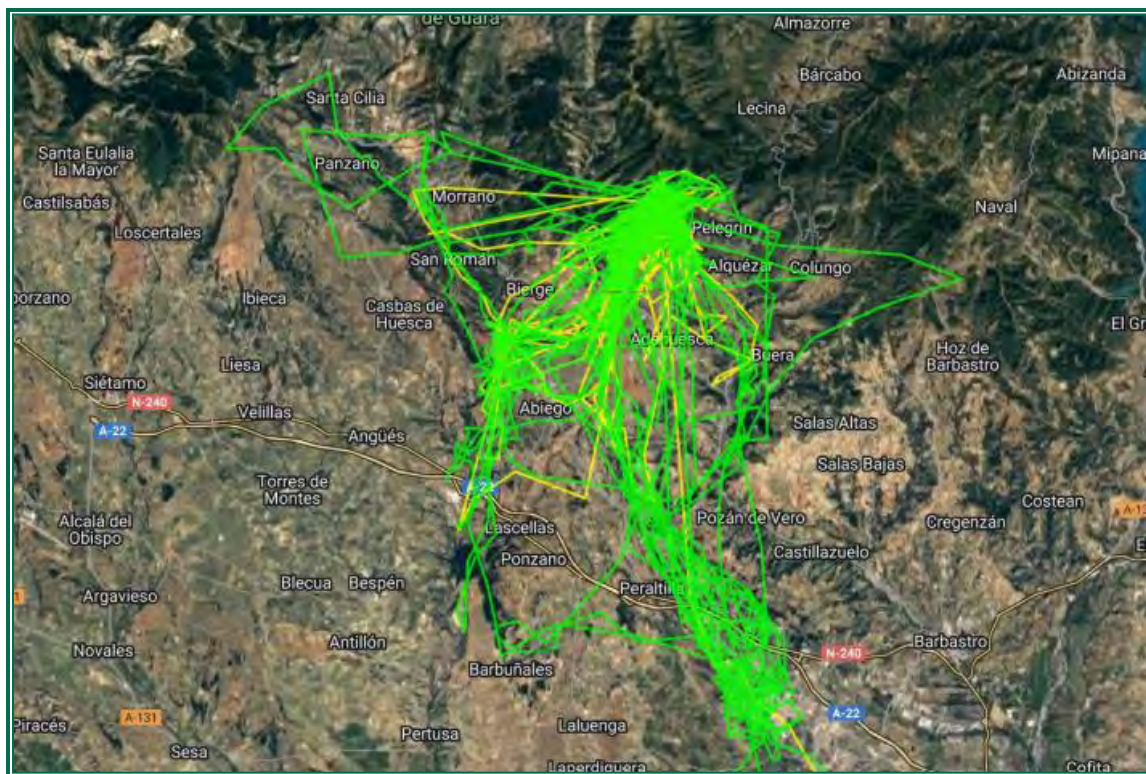 de Guara
Almazorre
Bárcabo
Abizanda
Santa Cilia
Lecina
Santa Eulalia
la Mayor
Panzano
Mipana
Castilsabás
Morrano
Naval
Loscertales
Pelegrín
San Román
Alquézar
Colungo
porzano
Ibieca
Bierge
Casbas de
Huesca
El Gr
Adahuesca
Buera
Hoz de
Barbastro
Liesa
Siétamo
N-240
Velillas
Abiego
Salas Altas
A-22
Angüés
Salas Bajas
Torres de
Montes
Costean
Alcalá del
Obispo
Pozán de Vero
Cregenzán
Lascellas
Ponzano
Castillazuelo
Blecua
Bespén
Peraltilla
Argavieso
Antillón
Barbastro
Novales
N-240
Barbuñales
A-131
Piracés
A-22
Pertusa
Laluenga
Sesa
Laperdiguera
Cofita